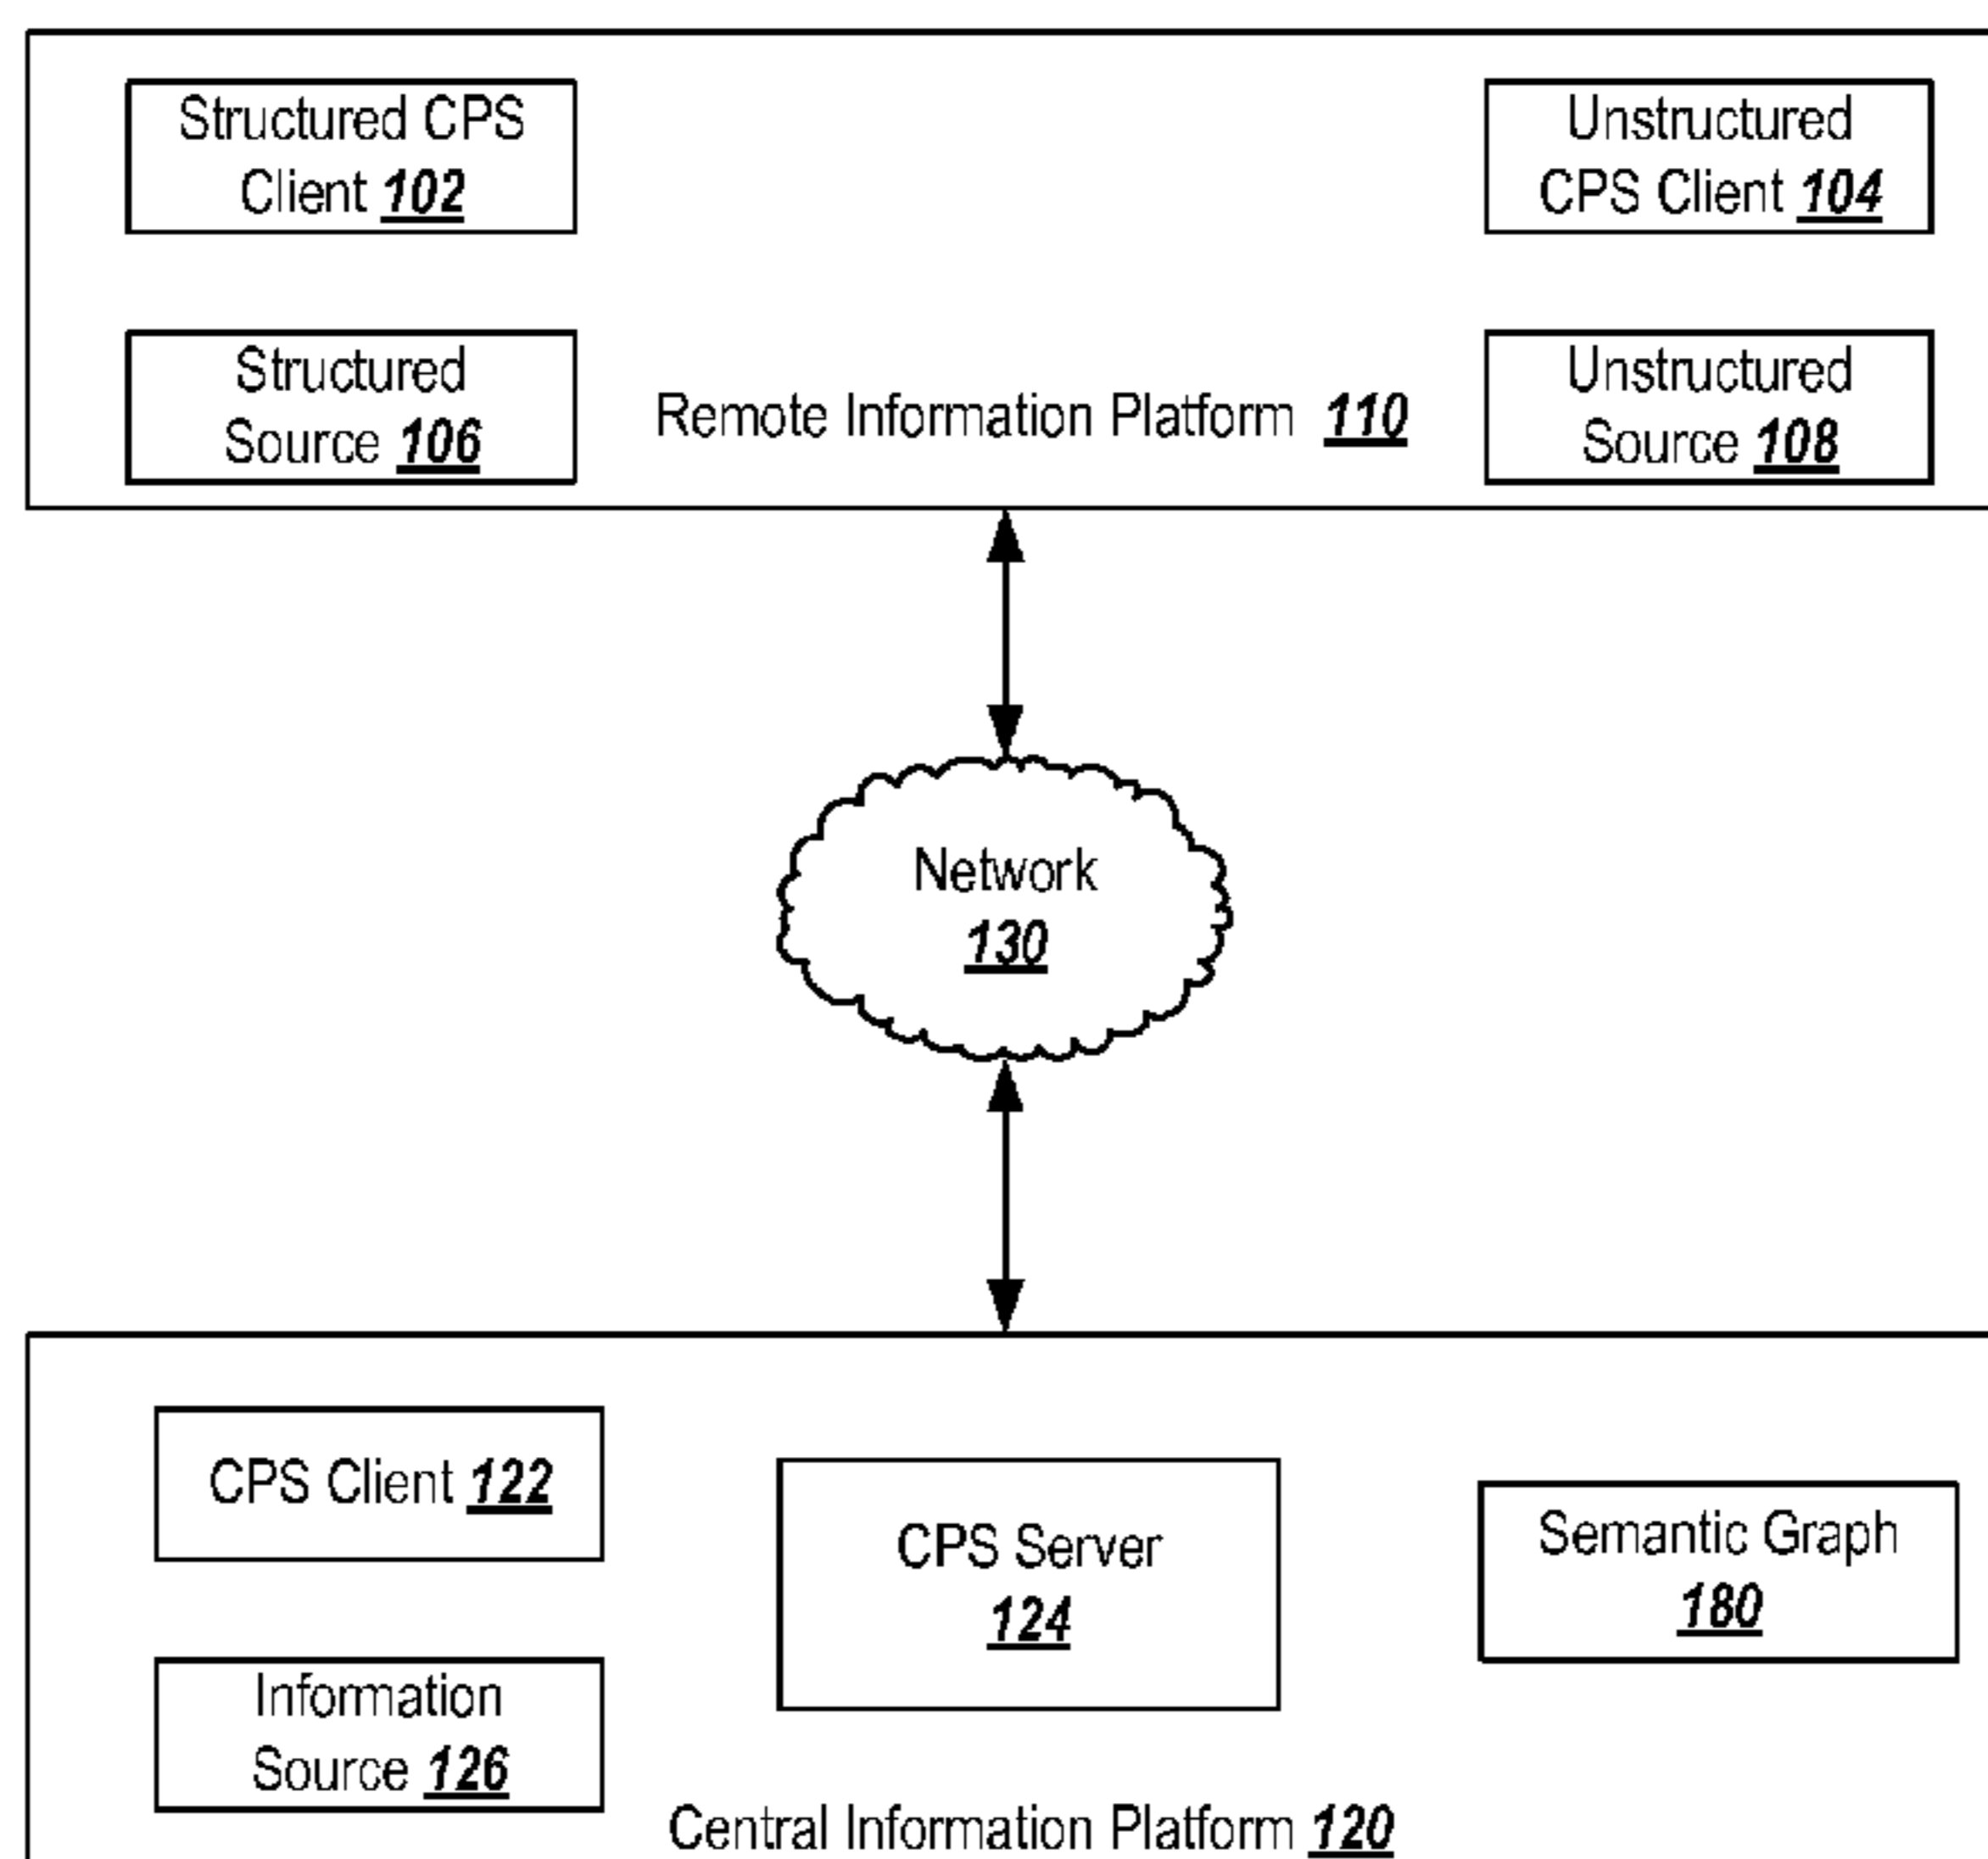 Structured CPS
Client 102
Unstructured
CPS Client 104
Structured
Source 106
Remote Information Platform 110
Unstructured
Source 108
Network
130
CPS Client 122
CPS Server
124
Semantic Graph
180
Information
Source 126
Central Information Platform 120